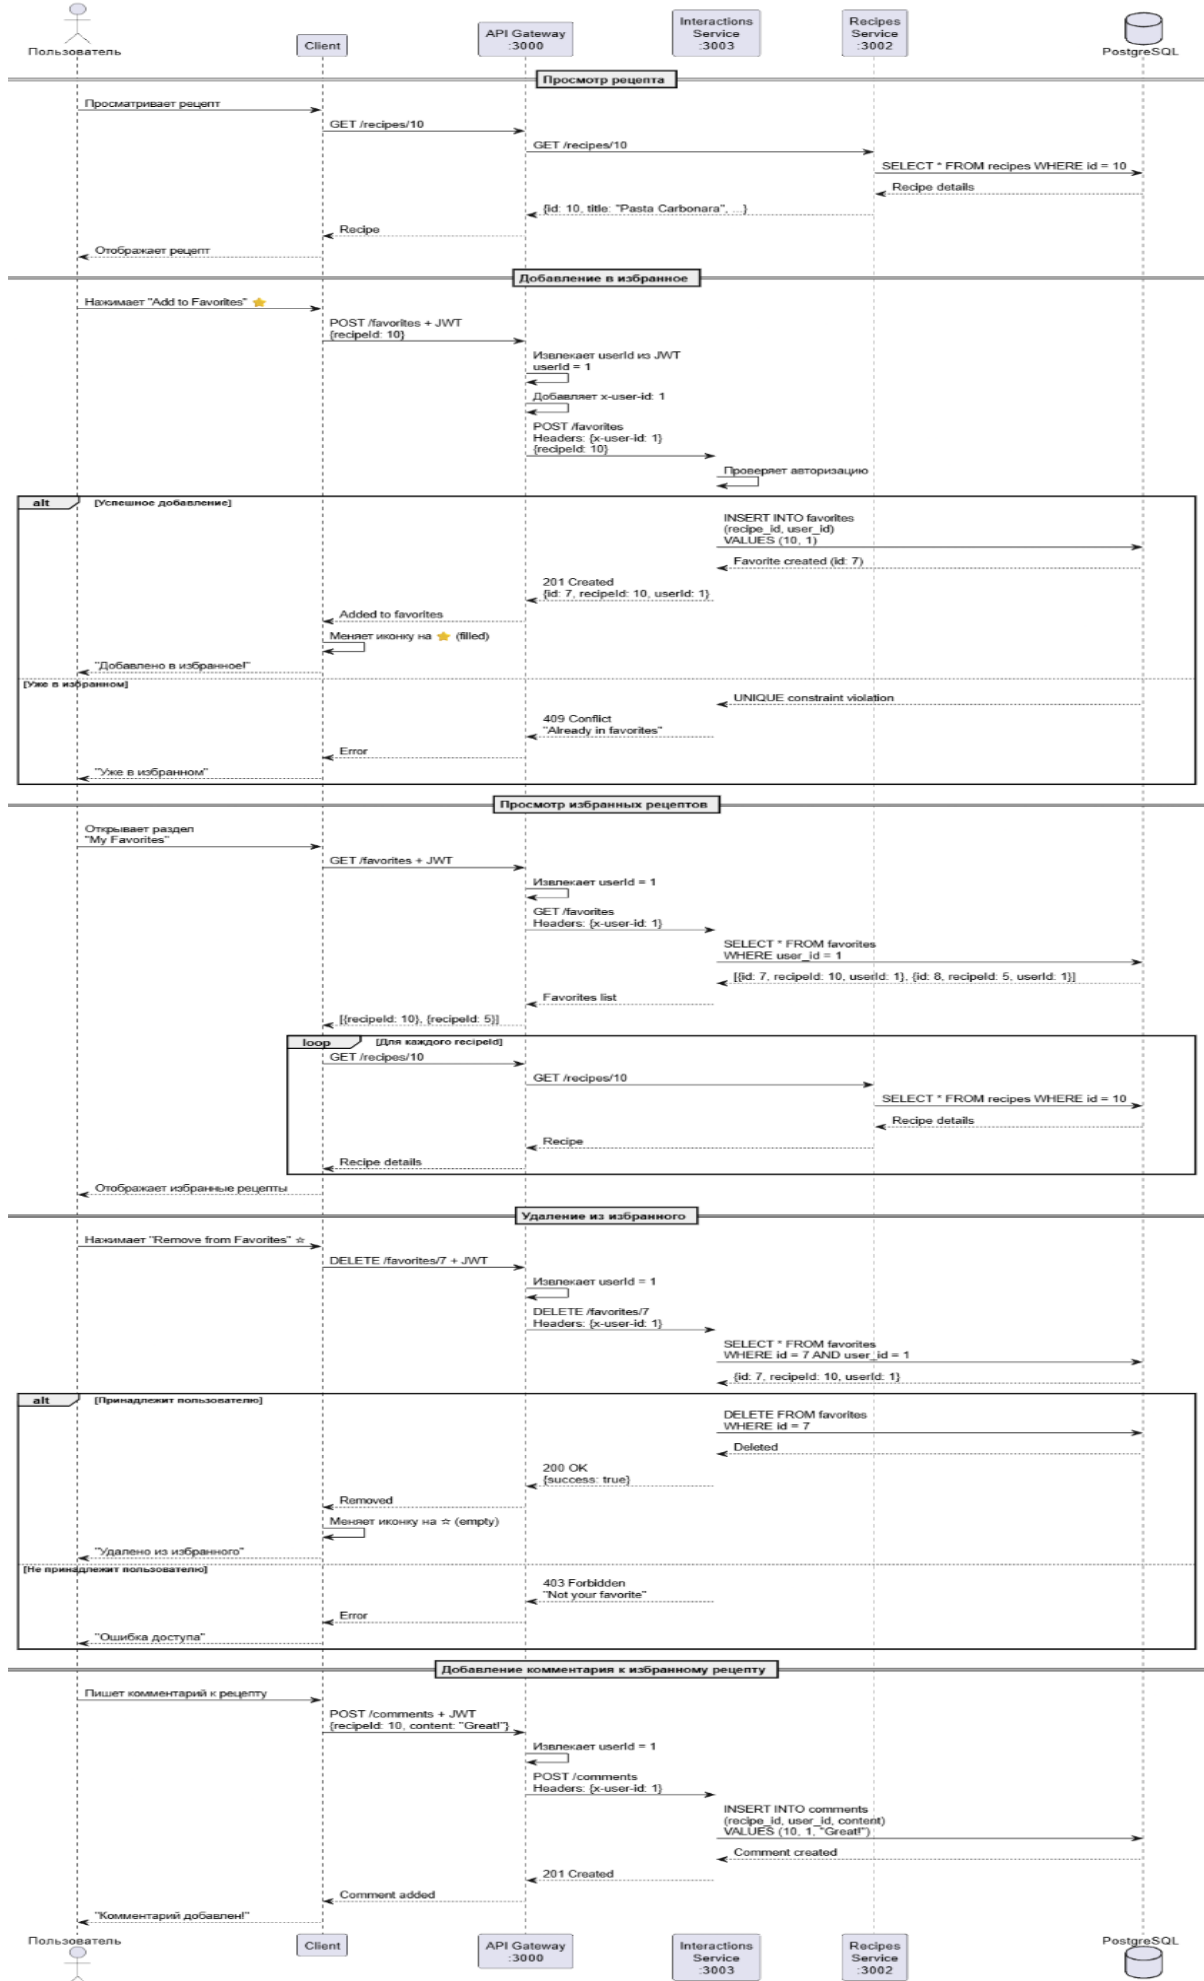 Пользователь
Client
API Gateway
:3000
Interactions
Service
:3003
Recipes
Service
:3002
PostgreSQL
Просмотр рецепта
Просматривает рецепт
GET /recipes/10
GET /recipes/10
SELECT * FROM recipes WHERE id = 10
Recipe details
{id: 10, title: "Pasta Carbonara", ...}
Recipe
Отображает рецепт
Добавление в избранное
Нажимает "Add to Favorites" ⭐
POST /favorites + JWT
{recipeId: 10}
Извлекает userId из JWT
userId = 1
Добавляет x-user-id: 1
POST /favorites
Headers: {x-user-id: 1}
{recipeId: 10}
Проверяет авторизацию
alt [Успешное добавление]
INSERT INTO favorites
(recipe_id, user_id)
VALUES (10, 1)
Favorite created (id: 7)
201 Created
{id: 7, recipeId: 10, userId: 1}
Added to favorites
Меняет иконку на ⭐ (filled)
"Добавлено в избранное!"
[Уже в избранном]
UNIQUE constraint violation
409 Conflict
"Already in favorites"
Error
"Уже в избранном"
Просмотр избранных рецептов
Открывает раздел
"My Favorites"
GET /favorites + JWT
Извлекает userId = 1
GET /favorites
Headers: {x-user-id: 1}
SELECT * FROM favorites
WHERE user_id = 1
[{id: 7, recipeId: 10, userId: 1}, {id: 8, recipeId: 5, userId: 1}]
Favorites list
[{recipeId: 10}, {recipeId: 5}]
loop [Для каждого recipeId]
GET /recipes/10
GET /recipes/10
SELECT * FROM recipes WHERE id = 10
Recipe details
Recipe
Recipe details
Отображает избранные рецепты
Удаление из избранного
Нажимает "Remove from Favorites" ☆
DELETE /favorites/7 + JWT
Извлекает userId = 1
DELETE /favorites/7
Headers: {x-user-id: 1}
SELECT * FROM favorites
WHERE id = 7 AND user_id = 1
{id: 7, recipeId: 10, userId: 1}
alt [Принадлежит пользователю]
DELETE FROM favorites
WHERE id = 7
Deleted
200 OK
{success: true}
Removed
Меняет иконку на ☆ (empty)
"Удалено из избранного"
[Не принадлежит пользователю]
403 Forbidden
"Not your favorite"
Error
"Ошибка доступа"
Добавление комментария к избранному рецепту
Пишет комментарий к рецепту
POST /comments + JWT
{recipeId: 10, content: "Great!"}
Извлекает userId = 1
POST /comments
Headers: {x-user-id: 1}
INSERT INTO comments
(recipe_id, user_id, content)
VALUES (10, 1, "Great!")
Comment created
201 Created
Comment added
"Комментарий добавлен!"
Пользователь
Client
API Gateway
:3000
Interactions
Service
:3003
Recipes
Service
:3002
PostgreSQL